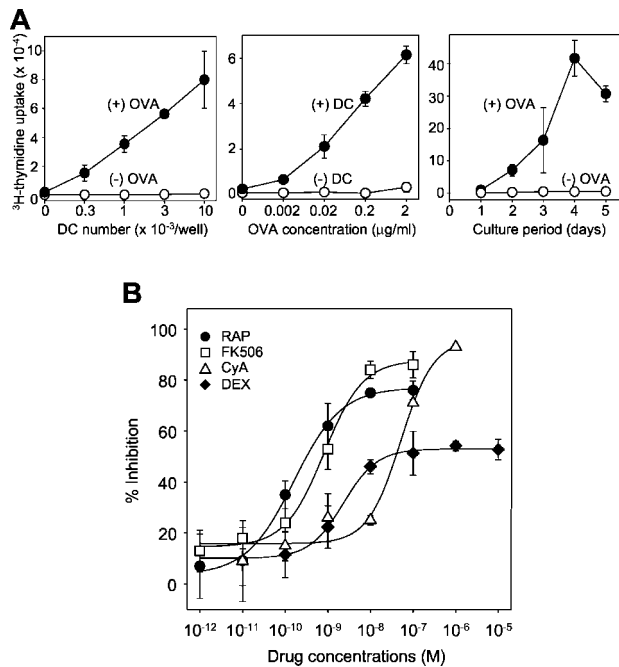 A
³H-thymidine uptake (x 10⁻⁴)
10
8
6
4
2
0
(+) OVA
(-) OVA
0 0.3 1 3 10
DC number (x 10⁻³/well)
6
4
2
0
(+) DC
(-) DC
0 0.002 0.02 0.2 2
OVA concentration (μg/ml)
40
30
20
10
0
(+) OVA
(-) OVA
1 2 3 4 5
Culture period (days)
B
% Inhibition
100
80
60
40
20
0
RAP
FK506
CyA
DEX
10⁻¹² 10⁻¹¹ 10⁻¹⁰ 10⁻⁹ 10⁻⁸ 10⁻⁷ 10⁻⁶ 10⁻⁵
Drug concentrations (M)